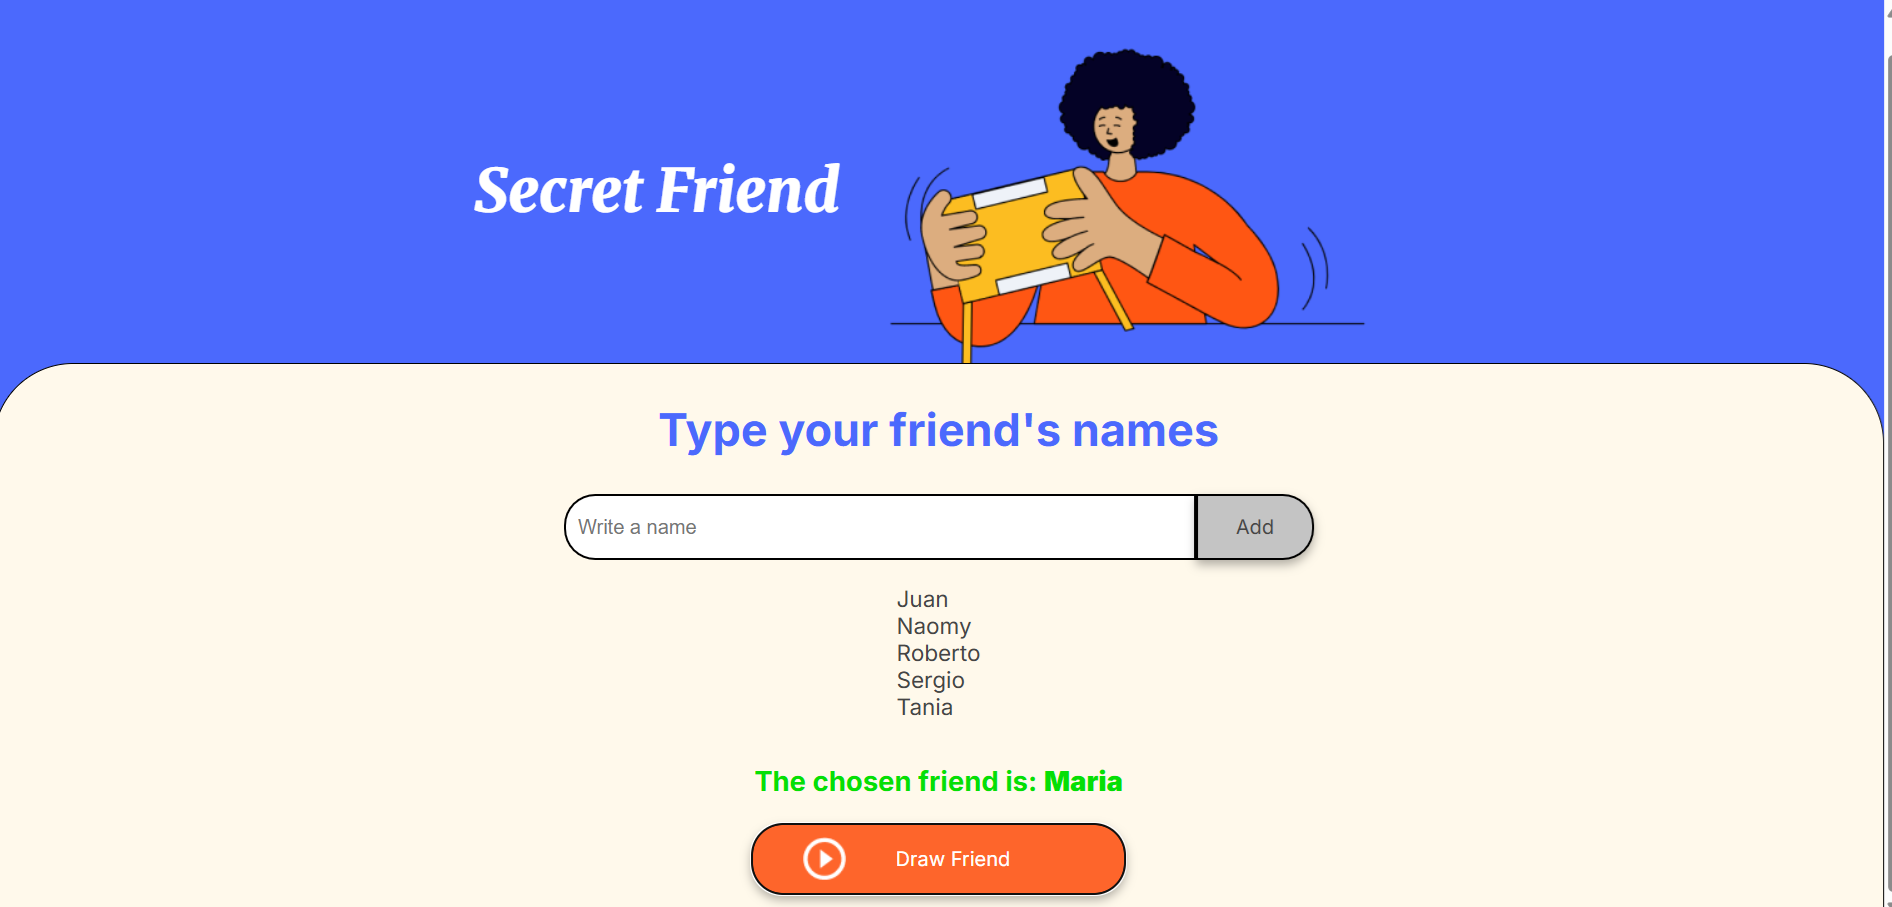 Secret Friend
Type your friend's names
Write a name
Add
Juan
Naomy
Roberto
Sergio
Tania
The chosen friend is: Maria
Draw Friend